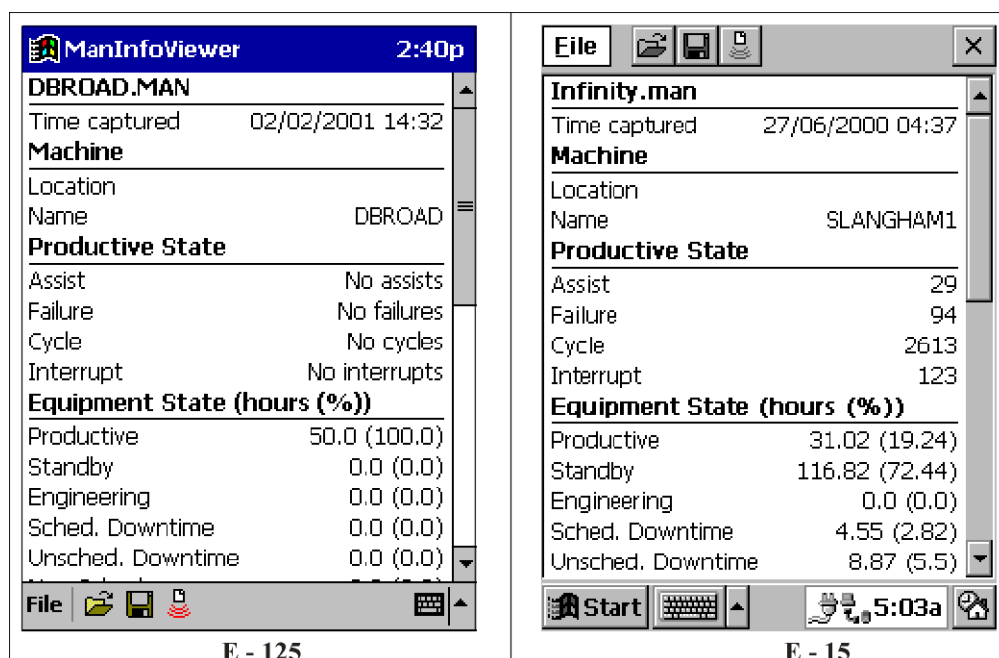 ManInfoViewer 2:40p
DBROAD.MAN
Time captured 02/02/2001 14:32
Machine
Location
Name DBROAD
Productive State
Assist No assists
Failure No failures
Cycle No cycles
Interrupt No interrupts
Equipment State (hours (%))
Productive 50.0 (100.0)
Standby 0.0 (0.0)
Engineering 0.0 (0.0)
Sched. Downtime 0.0 (0.0)
Unsched. Downtime 0.0 (0.0)
File
E - 125
File
Infinity.man
Time captured 27/06/2000 04:37
Machine
Location
Name SLANGHAM1
Productive State
Assist 29
Failure 94
Cycle 2613
Interrupt 123
Equipment State (hours (%))
Productive 31.02 (19.24)
Standby 116.82 (72.44)
Engineering 0.0 (0.0)
Sched. Downtime 4.55 (2.82)
Unsched. Downtime 8.87 (5.5)
Start 5:03a
E - 15